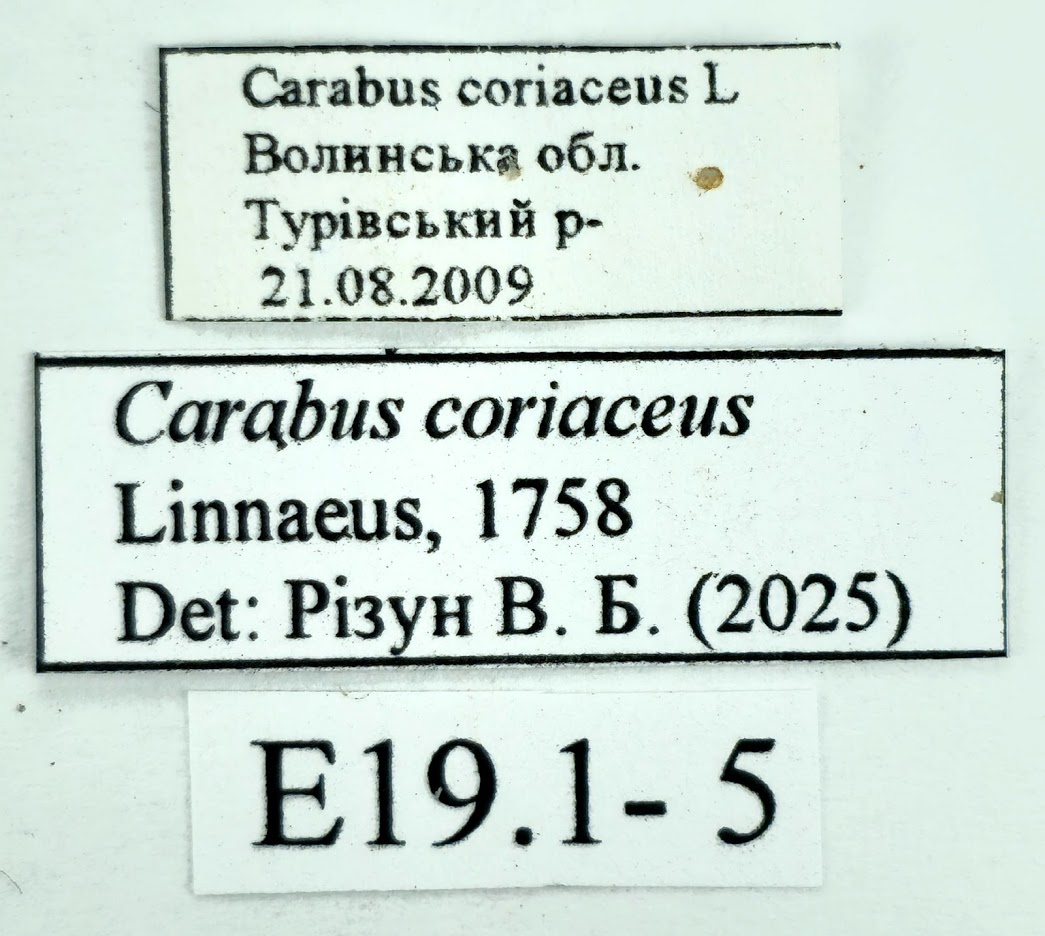 Carabus coriaceus L
Волинська обл.
Турівський р-
21.08.2009
Carabus coriaceus
Linnaeus, 1758
Det: Різун В. Б. (2025)
E19.1- 5